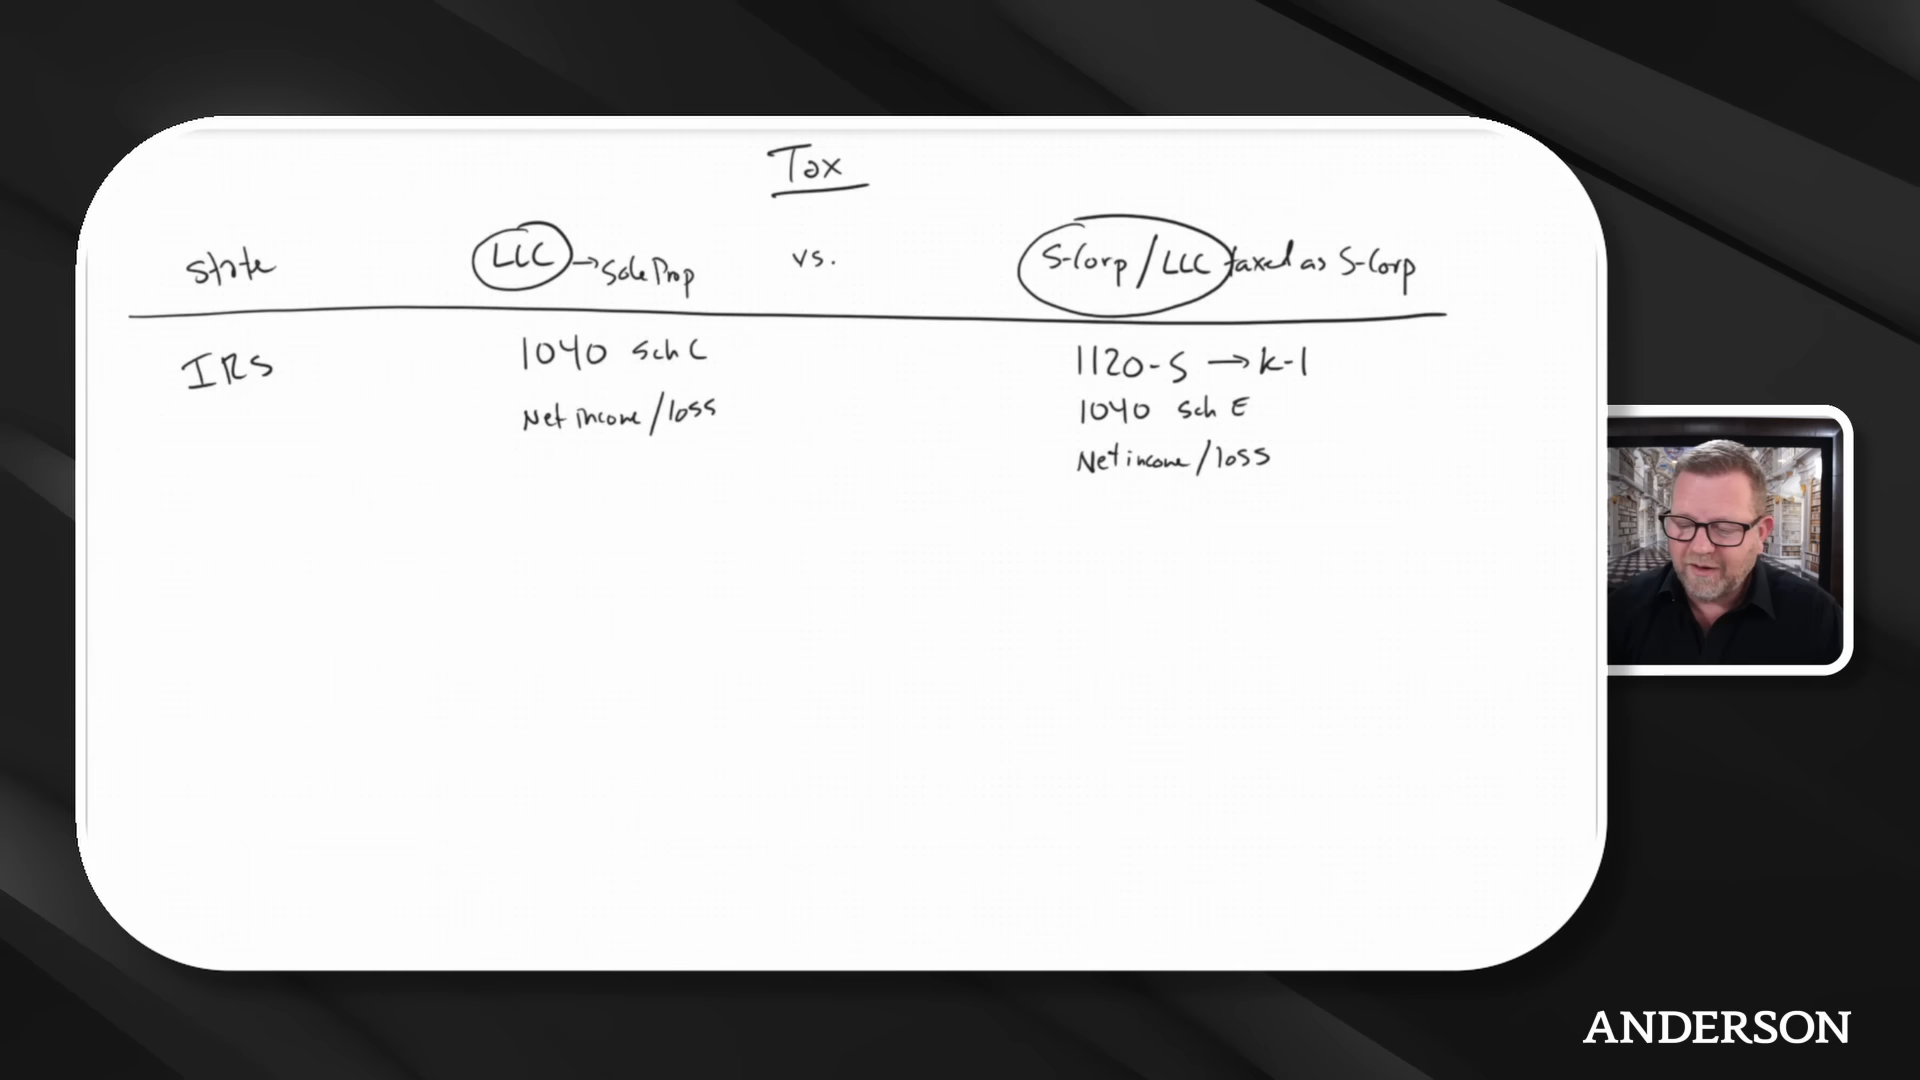 Tax
State LLC → Sole Prop vs. S-Corp / LLC taxed as S-Corp
IRS 1040 Sch C 1120-S → K-1
Net income / loss 1040 Sch E
Net income / loss
ANDERSON